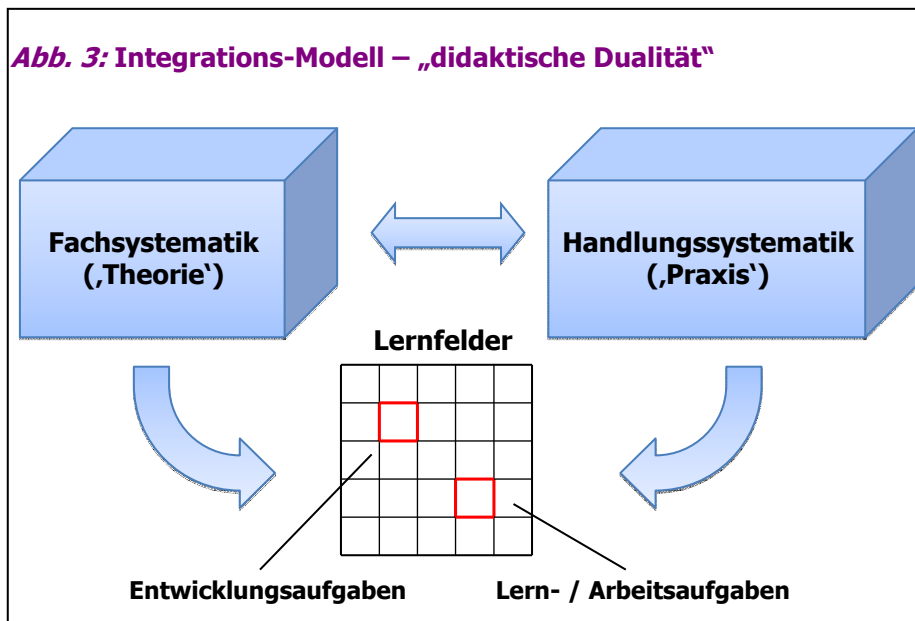 Abb. 3: Integrations-Modell – „didaktische Dualität“
Fachsystematik
(‚Theorie‘)
Handlungssystematik
(‚Praxis‘)
Lernfelder
Entwicklungsaufgaben
Lern- / Arbeitsaufgaben